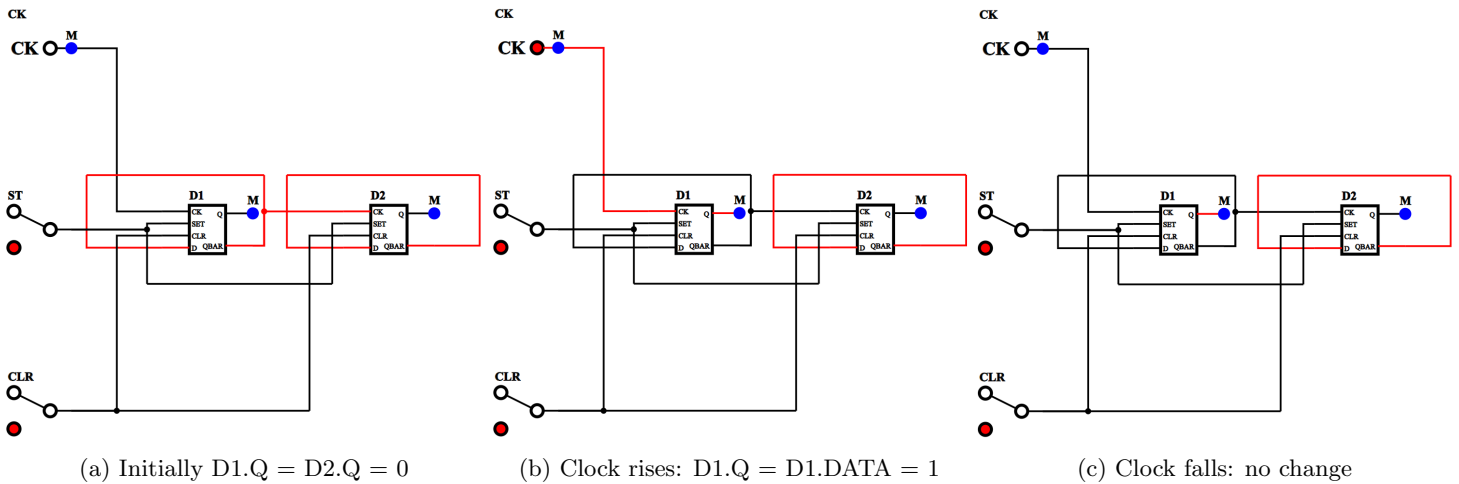 CK
CK M
ST
D1
M
D2
M
CK
SET
CLR
D
Q
QBAR
CK
SET
CLR
D
Q
QBAR
CLR
(a) Initially D1.Q = D2.Q = 0
CK
CK M
ST
D1
M
D2
M
CK
SET
CLR
D
Q
QBAR
CK
SET
CLR
D
Q
QBAR
CLR
(b) Clock rises: D1.Q = D1.DATA = 1
CK
CK M
ST
D1
M
D2
M
CK
SET
CLR
D
Q
QBAR
CK
SET
CLR
D
Q
QBAR
CLR
(c) Clock falls: no change